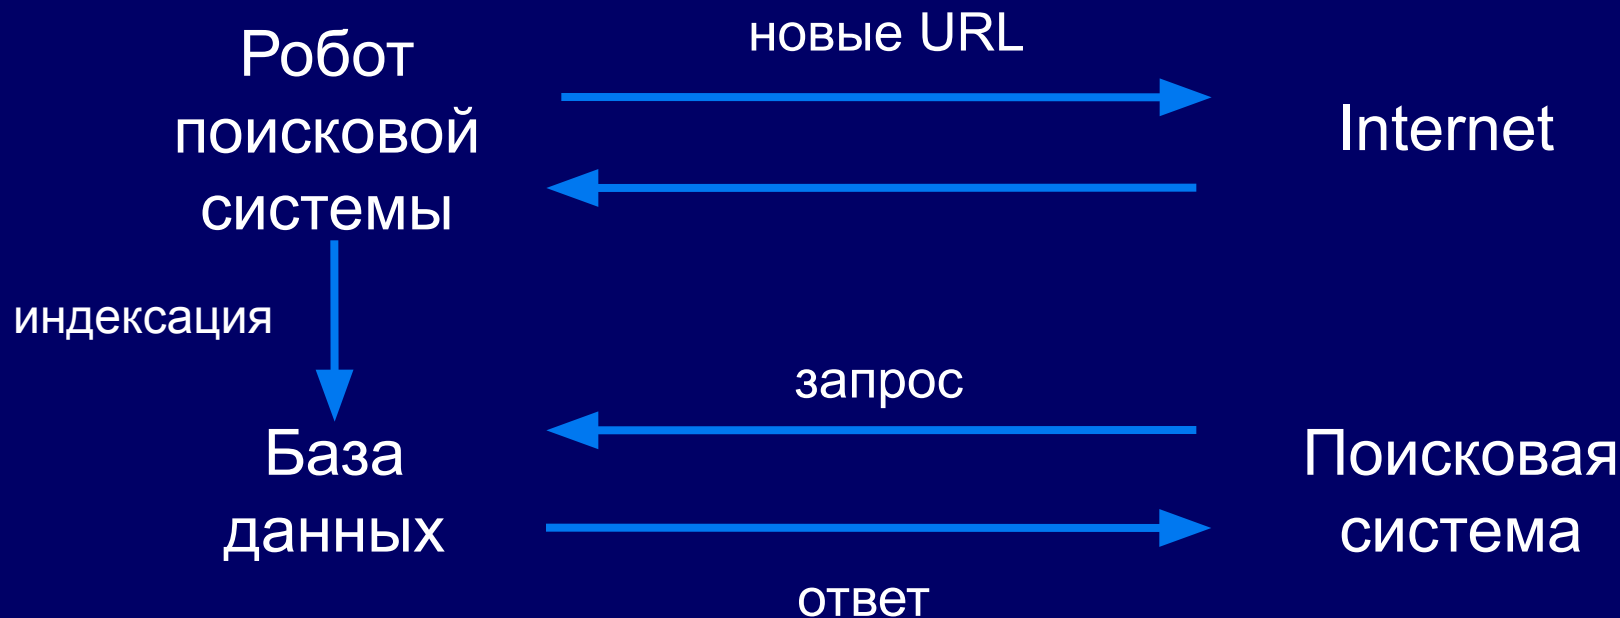 новые URL
Робот
поисковой
системы
Internet
индексация
запрос
База
данных
Поисковая
система
ответ